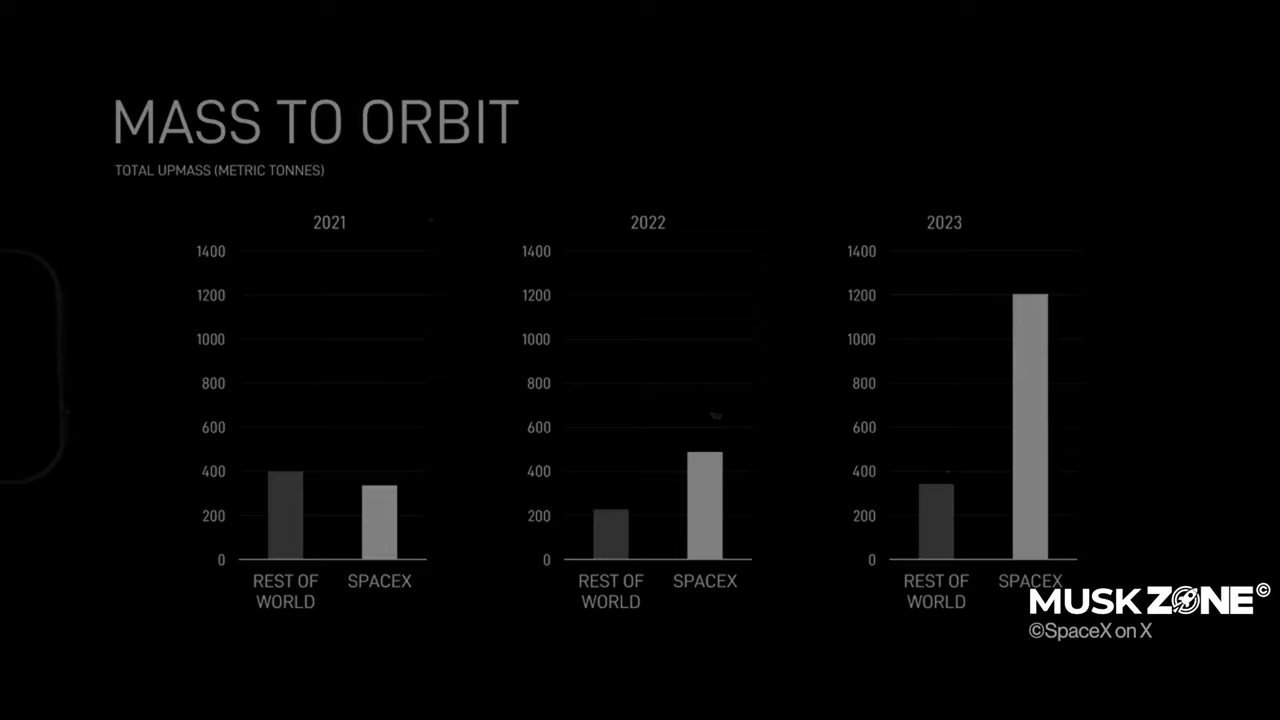 MASS TO ORBIT
TOTAL UPMASS (METRIC TONNES)
2021
1400
1200
1000
800
600
400
200
0
REST OF
WORLD
SPACEX
2022
1400
1200
1000
800
600
400
200
0
REST OF
WORLD
SPACEX
2023
1400
1200
1000
800
600
400
200
0
REST OF
WORLD
SPACEX
MUSK ZONE©
©SpaceX on X